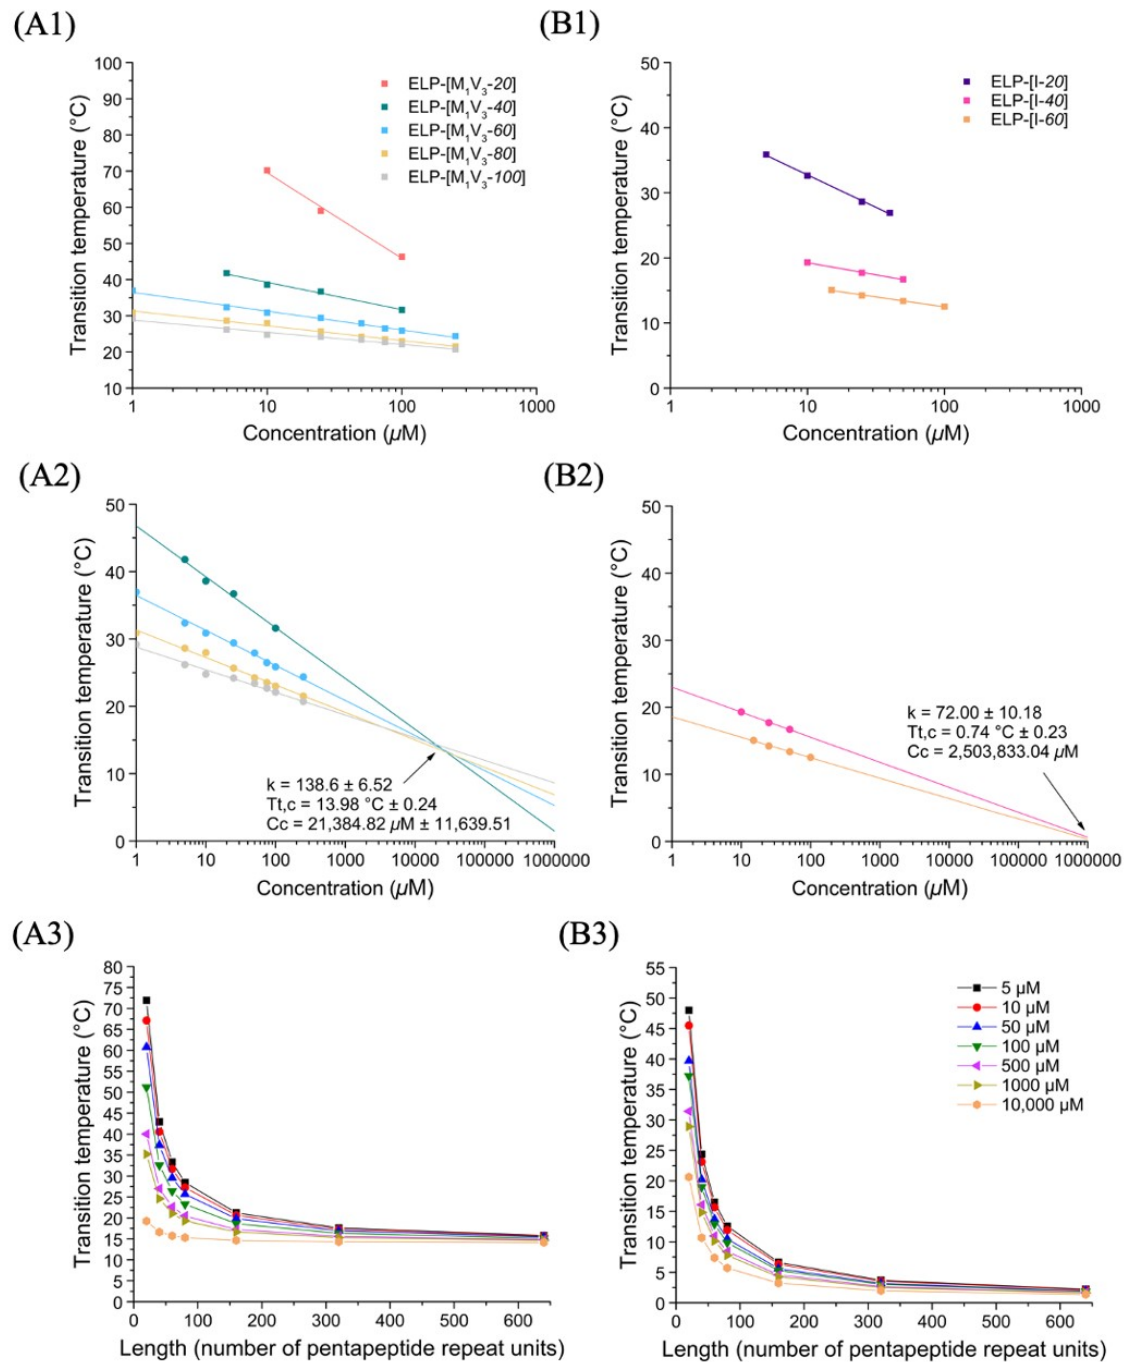 (A1)
100
90
80
70
60
50
40
30
20
10
Transition temperature (°C)
ELP-[M1V3-20]
ELP-[M1V3-40]
ELP-[M1V3-60]
ELP-[M1V3-80]
ELP-[M1V3-100]
1 10 100 1000
Concentration (µM)
(B1)
50
40
30
20
10
0
Transition temperature (°C)
ELP-[I-20]
ELP-[I-40]
ELP-[I-60]
1 10 100 1000
Concentration (µM)
(A2)
50
40
30
20
10
0
Transition temperature (°C)
k = 138.6 ± 6.52
Tt,c = 13.98 °C ± 0.24
Cc = 21,384.82 µM ± 11,639.51
1 10 100 1000 10000 100000 1000000
Concentration (µM)
(B2)
50
40
30
20
10
0
Transition temperature (°C)
k = 72.00 ± 10.18
Tt,c = 0.74 °C ± 0.23
Cc = 2,503,833.04 µM
1 10 100 1000 10000 100000 1000000
Concentration (µM)
(A3)
80
75
70
65
60
55
50
45
40
35
30
25
20
15
10
5
0
Transition temperature (°C)
0 100 200 300 400 500 600
Length (number of pentapeptide repeat units)
(B3)
55
50
45
40
35
30
25
20
15
10
5
0
Transition temperature (°C)
5 µM
10 µM
50 µM
100 µM
500 µM
1000 µM
10,000 µM
0 100 200 300 400 500 600
Length (number of pentapeptide repeat units)